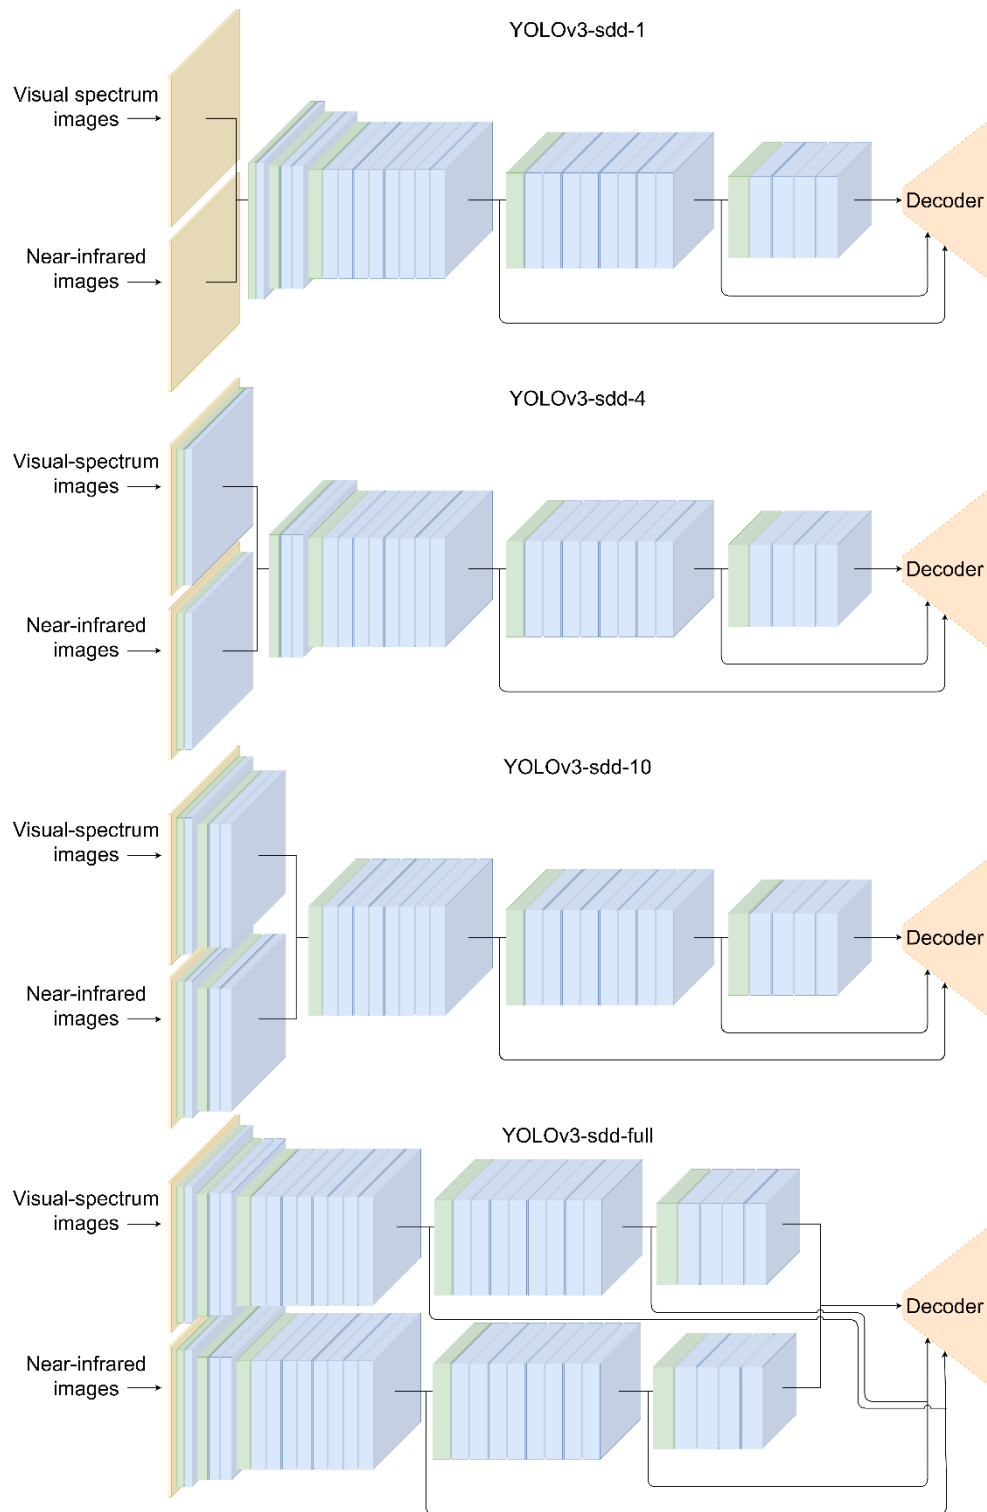 YOLOv3-sdd-1
Visual spectrum
images
Near-infrared
images
Decoder
YOLOv3-sdd-4
Visual-spectrum
images
Near-infrared
images
Decoder
YOLOv3-sdd-10
Visual-spectrum
images
Near-infrared
images
Decoder
YOLOv3-sdd-full
Visual-spectrum
images
Near-infrared
images
Decoder